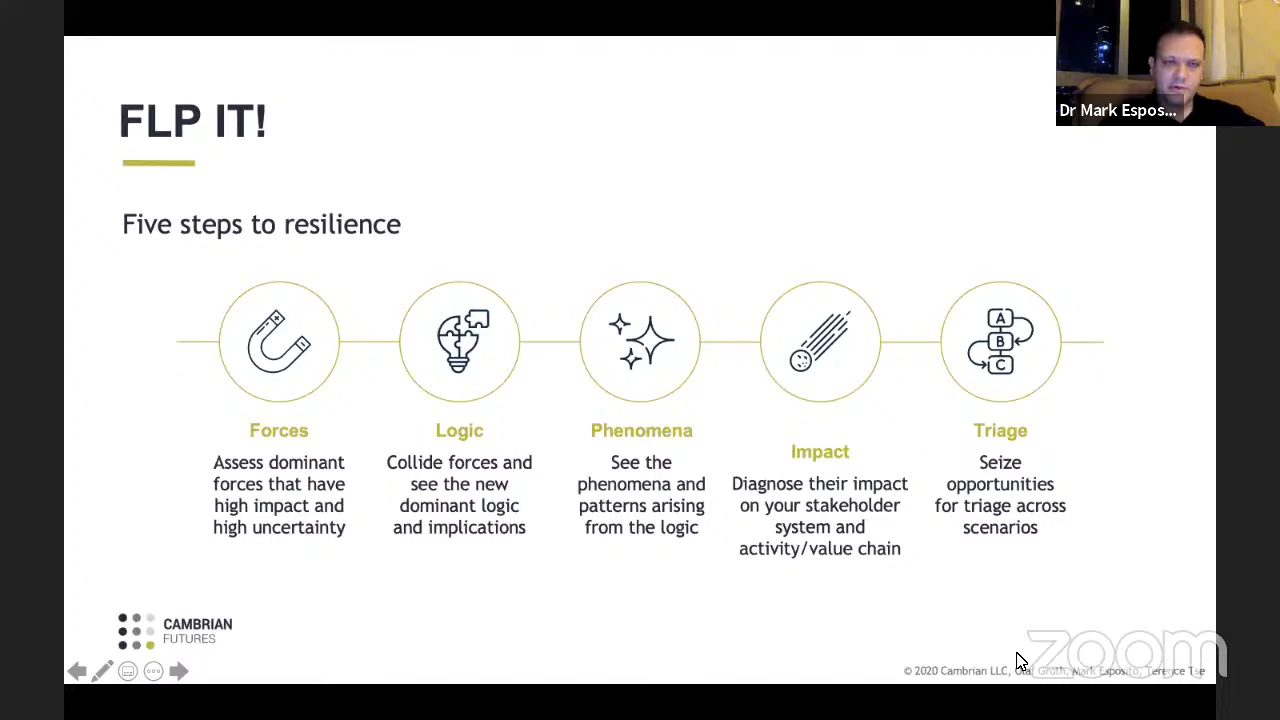 Dr Mark Espos...
FLP IT!
Five steps to resilience
A
B
C
Forces
Assess dominant
forces that have
high impact and
high uncertainty
Logic
Collide forces and
see the new
dominant logic
and implications
Phenomena
See the
phenomena and
patterns arising
from the logic
Impact
Diagnose their impact
on your stakeholder
system and
activity/value chain
Triage
Seize
opportunities
for triage across
scenarios
CAMBRIAN
FUTURES
zoom
© 2020 Cambrian LLC, Olaf Groth, Mark Esposito, Terence Tse